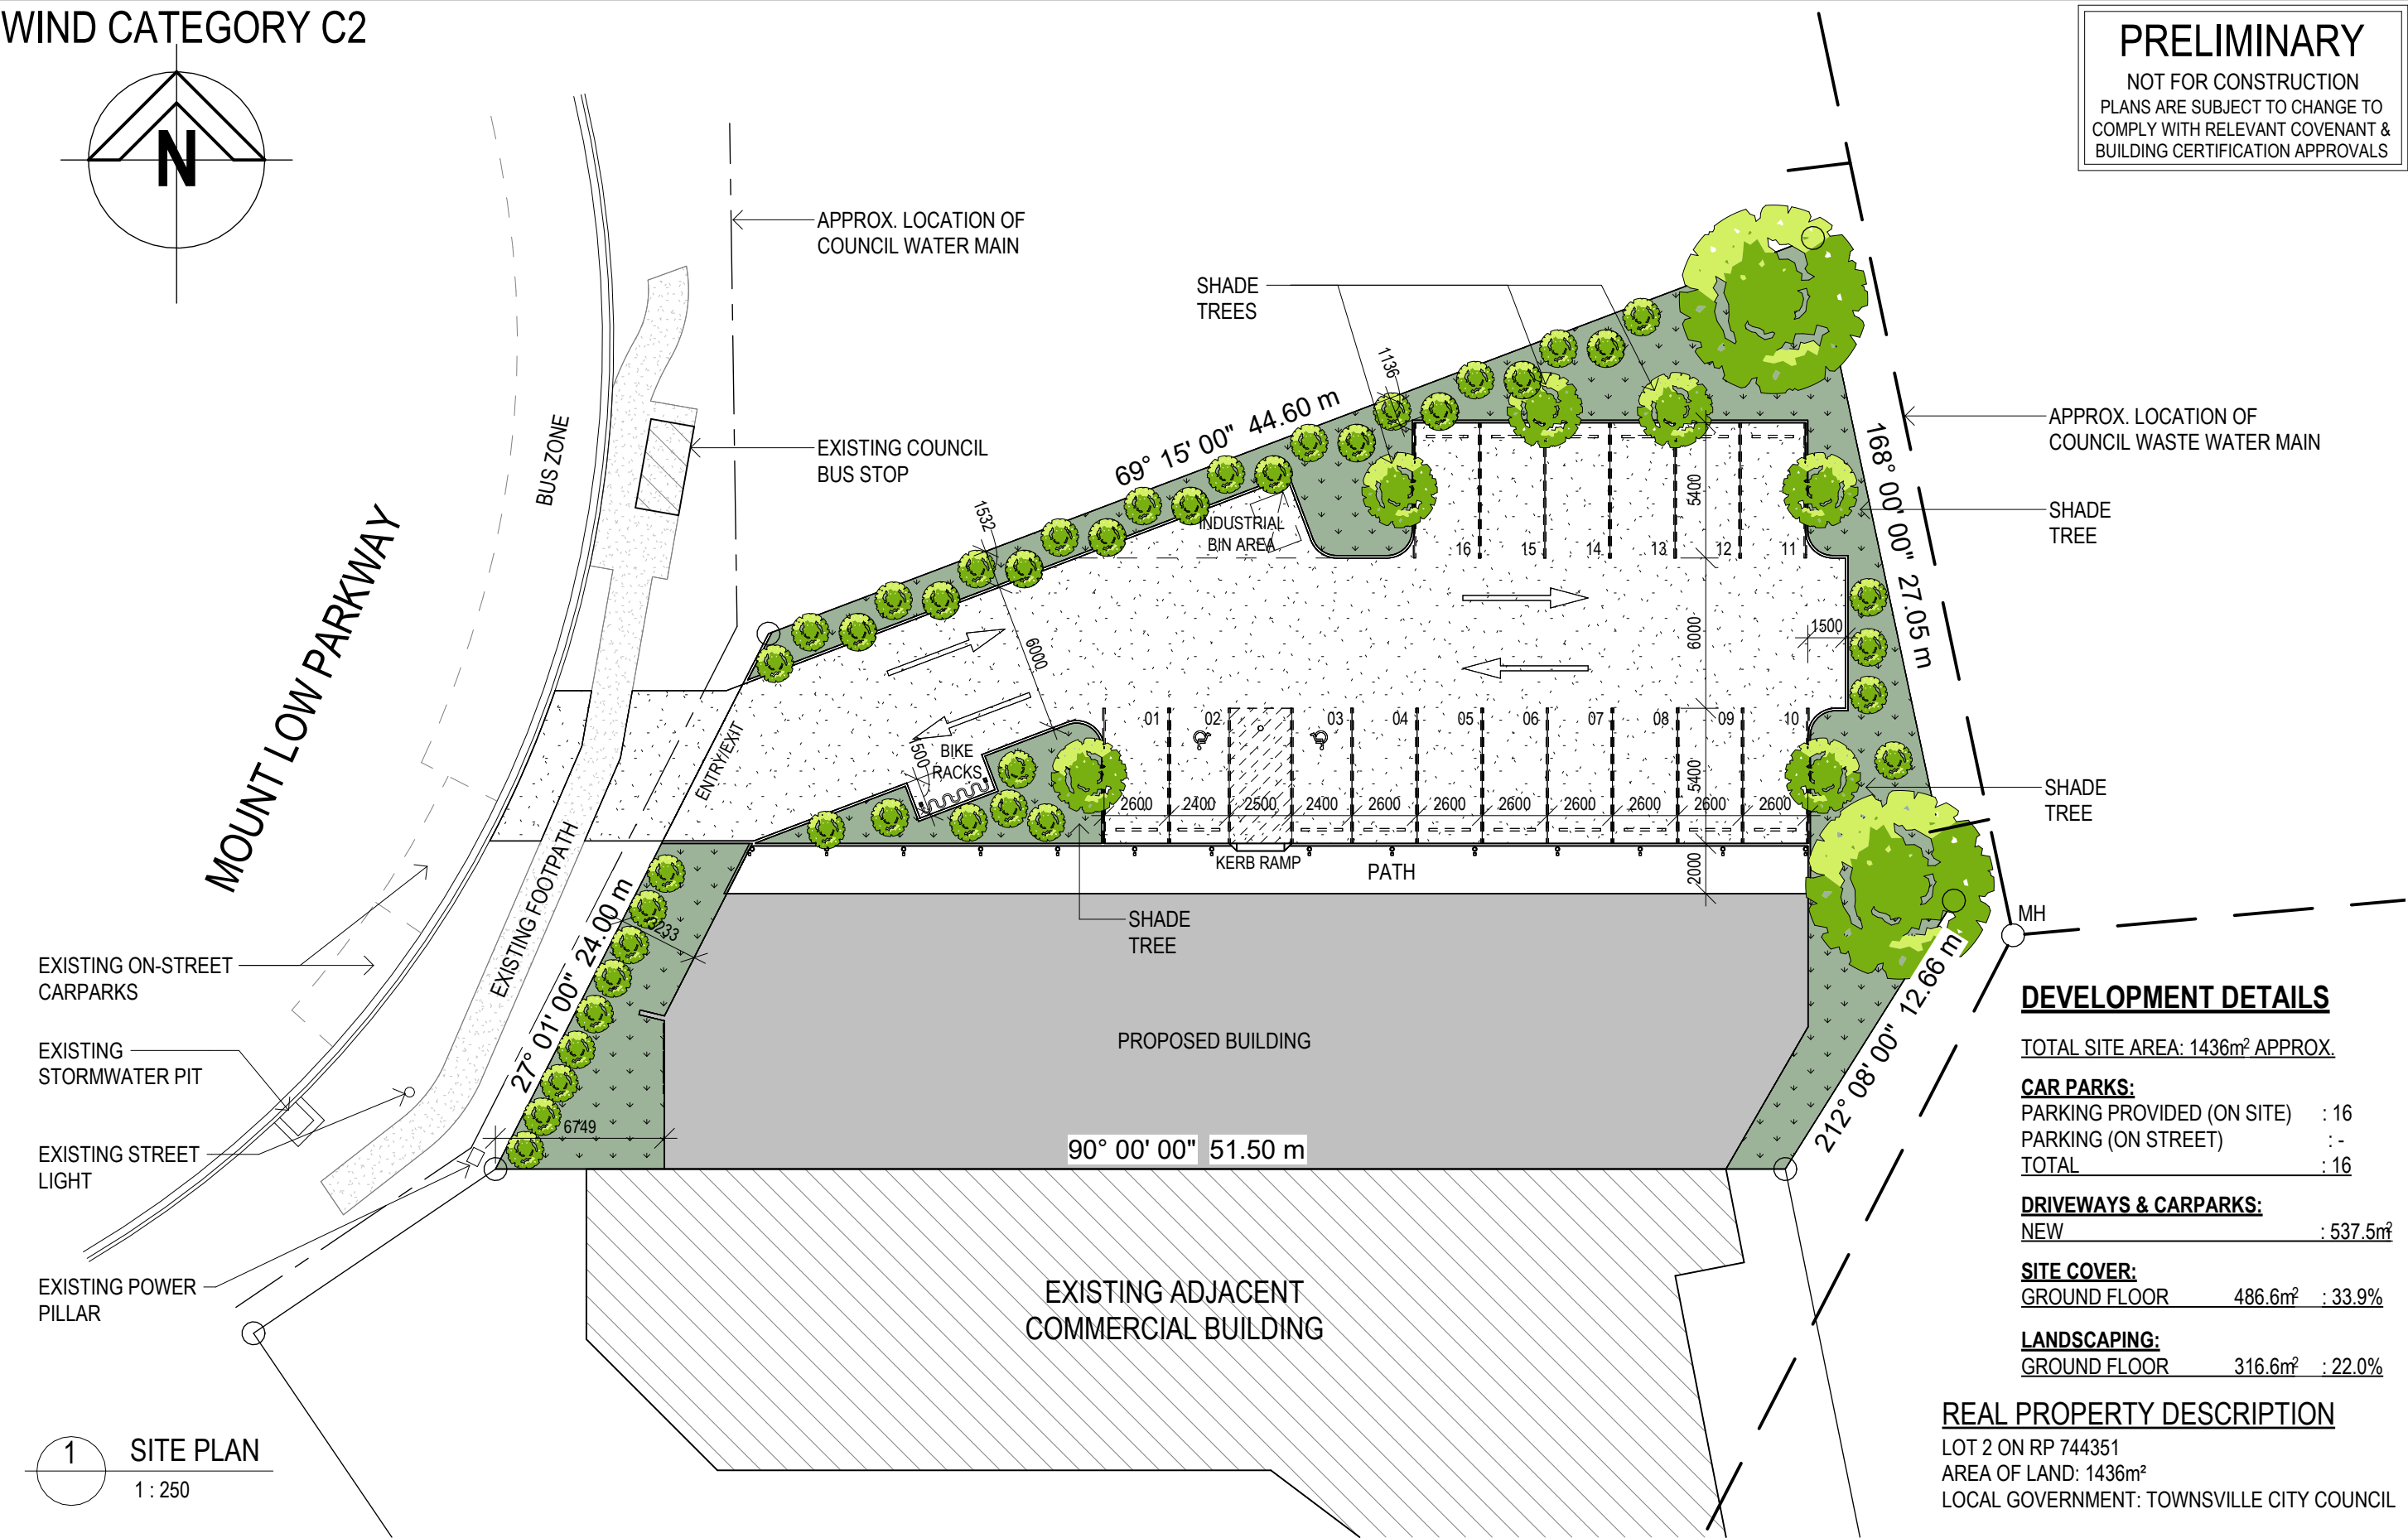 WIND CATEGORY C2
N
PRELIMINARY
NOT FOR CONSTRUCTION
PLANS ARE SUBJECT TO CHANGE TO
COMPLY WITH RELEVANT COVENANT &
BUILDING CERTIFICATION APPROVALS
APPROX. LOCATION OF
COUNCIL WATER MAIN
SHADE
TREES
BUS ZONE
EXISTING COUNCIL
BUS STOP
MOUNT LOW PARKWAY
69° 15' 00" 44.60 m
1136
1532
INDUSTRIAL
BIN AREA
16 15 14 13 12 11
5400
168° 00' 00" 27.05 m
APPROX. LOCATION OF
COUNCIL WASTE WATER MAIN
SHADE
TREE
6000
6000
1500
ENTRY/EXIT
1500
BIKE
RACKS
01 02 03 04 05 06 07 08 09 10
5400
2600 2400 2500 2400 2600 2600 2600 2600 2600 2600 2600
SHADE
TREE
KERB RAMP
PATH
2000
SHADE
TREE
MH
EXISTING FOOTPATH
27° 01' 00" 24.00 m
3233
EXISTING ON-STREET
CARPARKS
EXISTING
STORMWATER PIT
EXISTING STREET
LIGHT
EXISTING POWER
PILLAR
6749
PROPOSED BUILDING
90° 00' 00" 51.50 m
212° 08' 00" 12.66 m
EXISTING ADJACENT
COMMERCIAL BUILDING
DEVELOPMENT DETAILS
TOTAL SITE AREA: 1436m² APPROX.
CAR PARKS:
PARKING PROVIDED (ON SITE) : 16
PARKING (ON STREET) : -
TOTAL : 16
DRIVEWAYS & CARPARKS:
NEW : 537.5m²
SITE COVER:
GROUND FLOOR 486.6m² : 33.9%
LANDSCAPING:
GROUND FLOOR 316.6m² : 22.0%
REAL PROPERTY DESCRIPTION
LOT 2 ON RP 744351
AREA OF LAND: 1436m²
LOCAL GOVERNMENT: TOWNSVILLE CITY COUNCIL
1 SITE PLAN
1 : 250